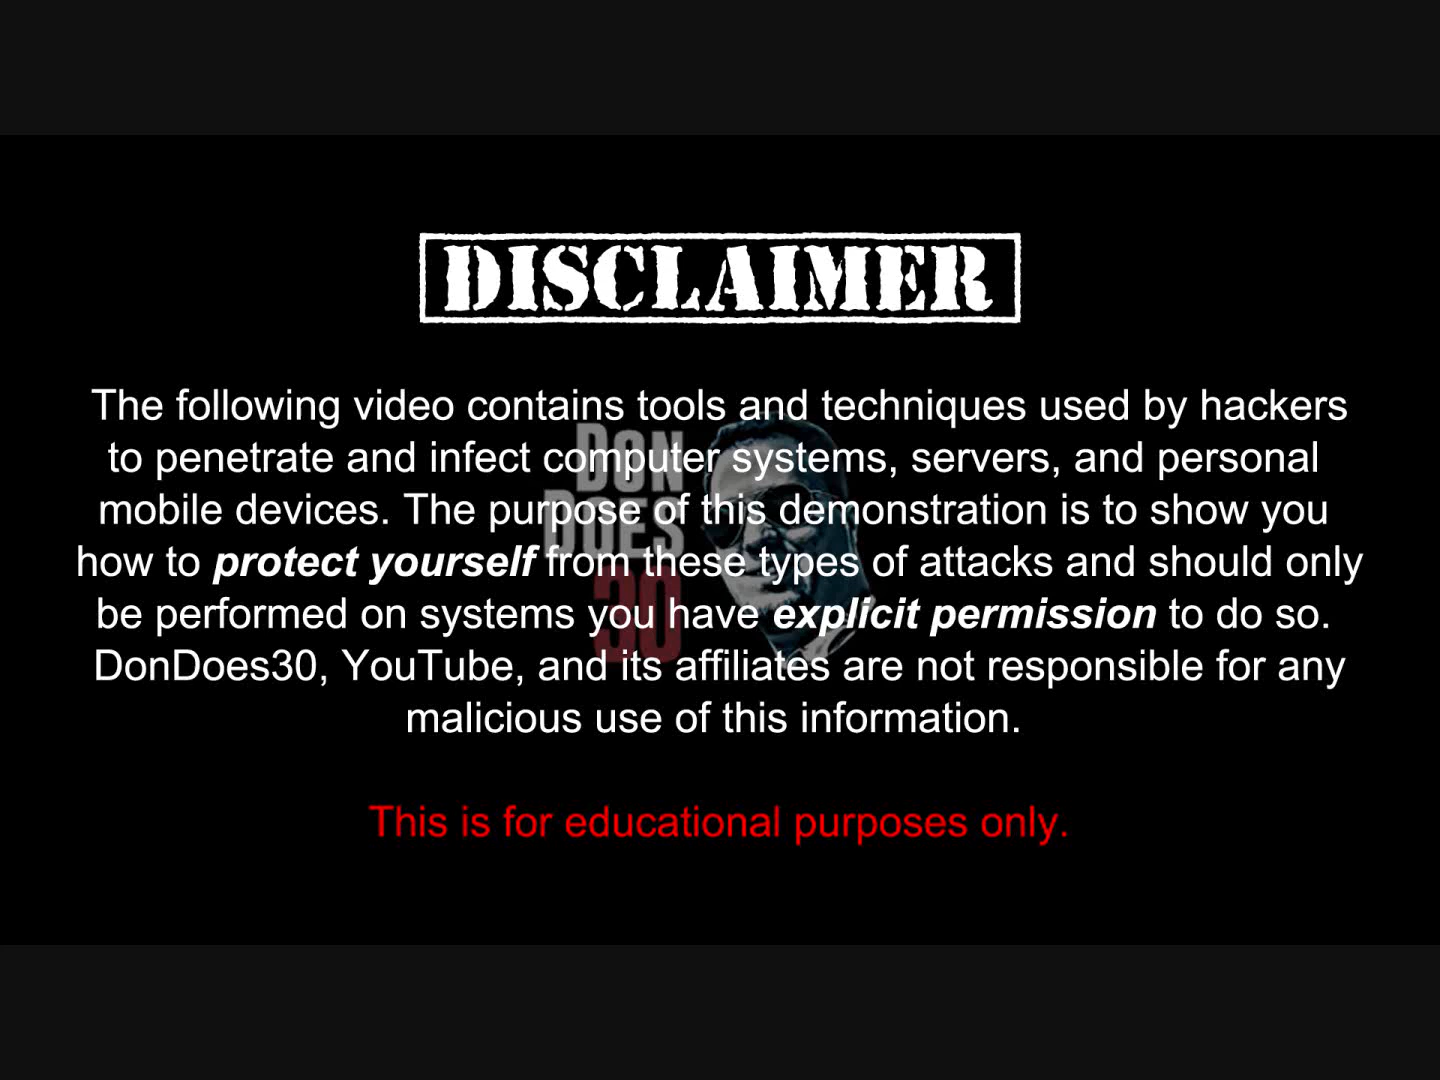 DISCLAIMER
The following video contains tools and techniques used by hackers
to penetrate and infect computer systems, servers, and personal
mobile devices. The purpose of this demonstration is to show you
how to protect yourself from these types of attacks and should only
be performed on systems you have explicit permission to do so.
DonDoes30, YouTube, and its affiliates are not responsible for any
malicious use of this information.
This is for educational purposes only.
DON
DOES
30